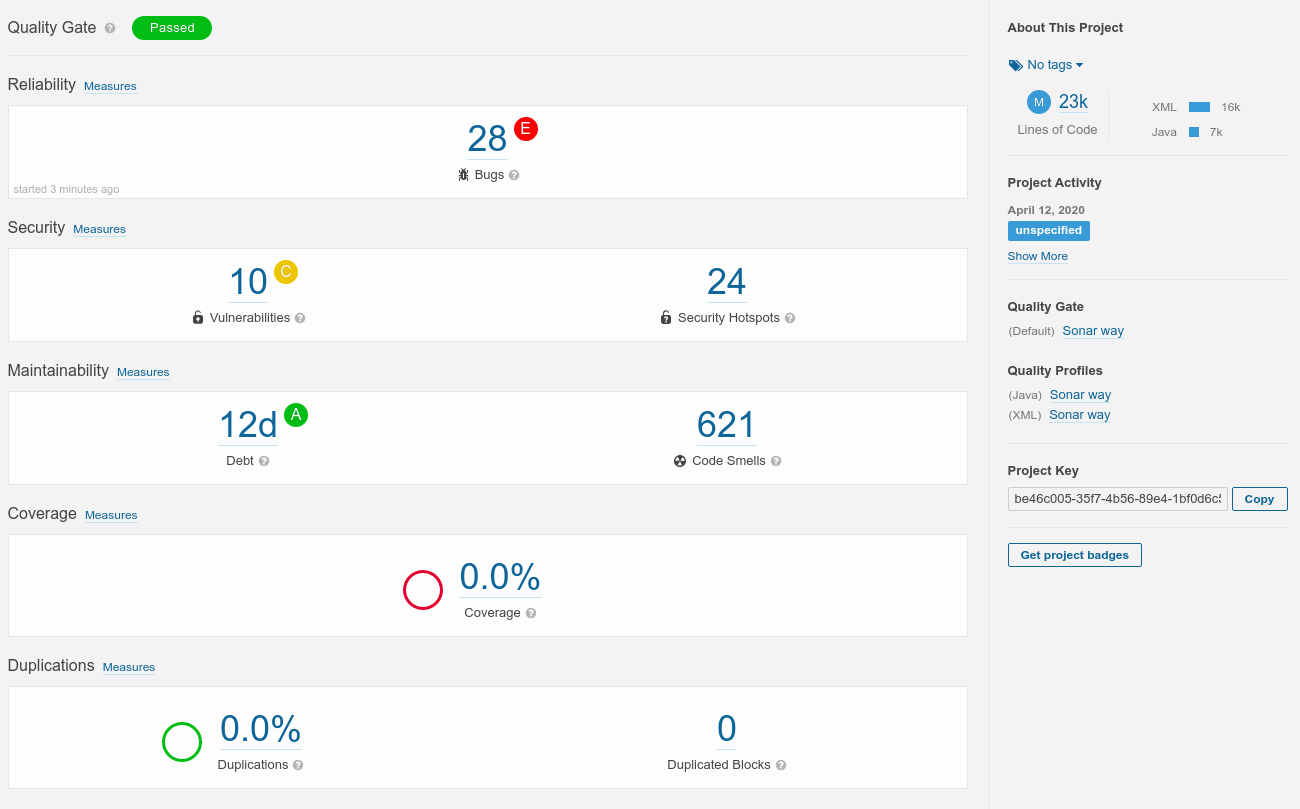 Quality Gate ? Passed
Reliability Measures
28 E
Bugs ?
started 3 minutes ago
Security Measures
10 C
Vulnerabilities ?
24
Security Hotspots ?
Maintainability Measures
12d A
Debt ?
621
Code Smells ?
Coverage Measures
0.0%
Coverage ?
Duplications Measures
0.0%
Duplications ?
0
Duplicated Blocks ?
About This Project
No tags
M 23k
Lines of Code
XML 16k
Java 7k
Project Activity
April 12, 2020
unspecified
Show More
Quality Gate
(Default) Sonar way
Quality Profiles
(Java) Sonar way
(XML) Sonar way
Project Key
be46c005-35f7-4b56-89e4-1bf0d6c Copy
Get project badges